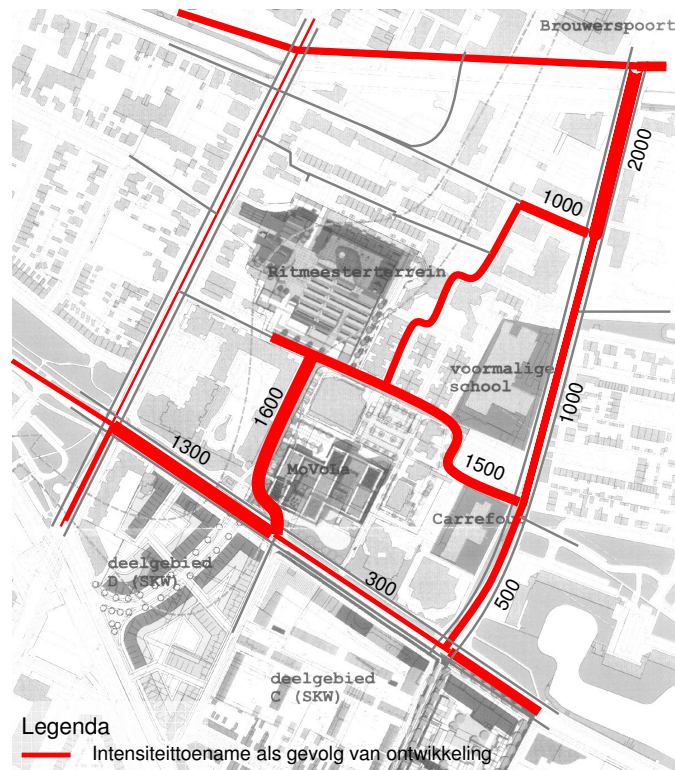 Brouwerspoort
2000
1000
Ritmeesterterrein
voormalige
school
1000
1600
1300
MoVoLa
1500
Carrefour
deelgebied
D (SKW)
300
500
deelgebied
C (SKW)
Legenda
Intensiteittoename als gevolg van ontwikkeling